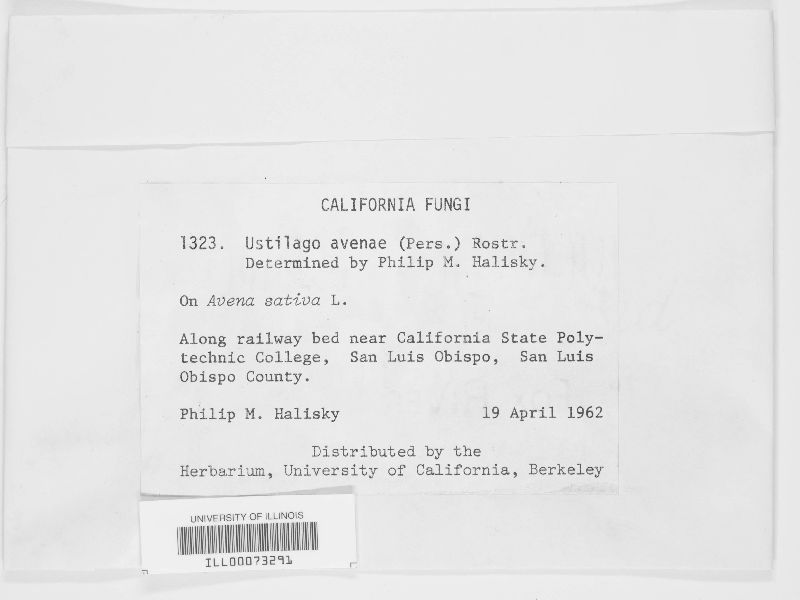 CALIFORNIA FUNGI
1323. Ustilago avenae (Pers.) Rostr.
Determined by Philip M. Halisky.
On Avena sativa L.
Along railway bed near California State Poly-
technic College, San Luis Obispo, San Luis
Obispo County.
Philip M. Halisky 19 April 1962
Distributed by the
Herbarium, University of California, Berkeley
UNIVERSITY OF ILLINOIS
ILL00073291